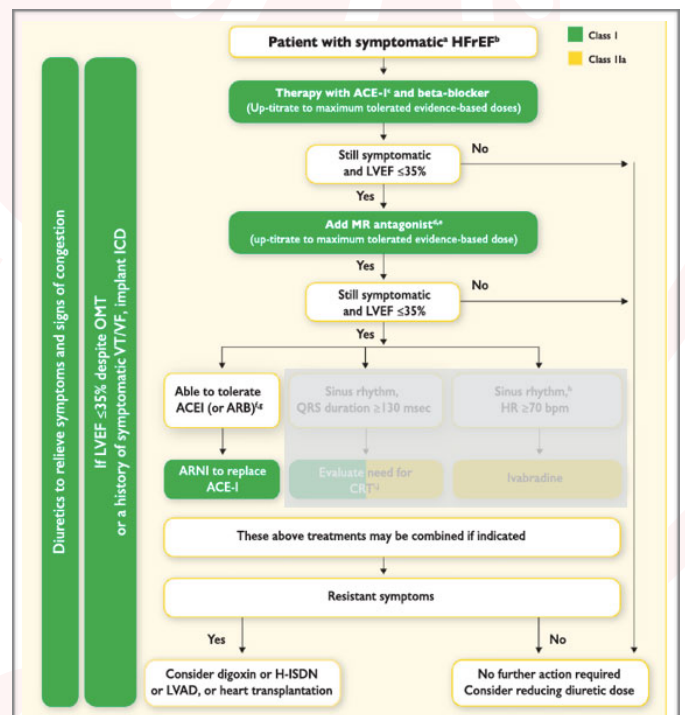 Patient with symptomaticᵃ HFrEFᵇ
Class I
Class IIa
Therapy with ACE-Iᶜ and beta-blocker
(Up-titrate to maximum tolerated evidence-based doses)
Still symptomatic
and LVEF ≤35%
No
Yes
Add MR antagonistᵈ,ᵉ
(up-titrate to maximum tolerated evidence-based dose)
Yes
Still symptomatic
and LVEF ≤35%
No
Yes
Able to tolerate
ACEI (or ARB)ᶠ,ᵍ
Sinus rhythm,
QRS duration ≥130 msec
Sinus rhythm,ʰ
HR ≥70 bpm
ARNI to replace
ACE-I
Evaluate need for
CRTⁱ,ʲ
Ivabradine
These above treatments may be combined if indicated
Resistant symptoms
Yes
No
Consider digoxin or H-ISDN
or LVAD, or heart transplantation
No further action required
Consider reducing diuretic dose
Diuretics to relieve symptoms and signs of congestion
If LVEF ≤35% despite OMT
or a history of symptomatic VT/VF, implant ICD